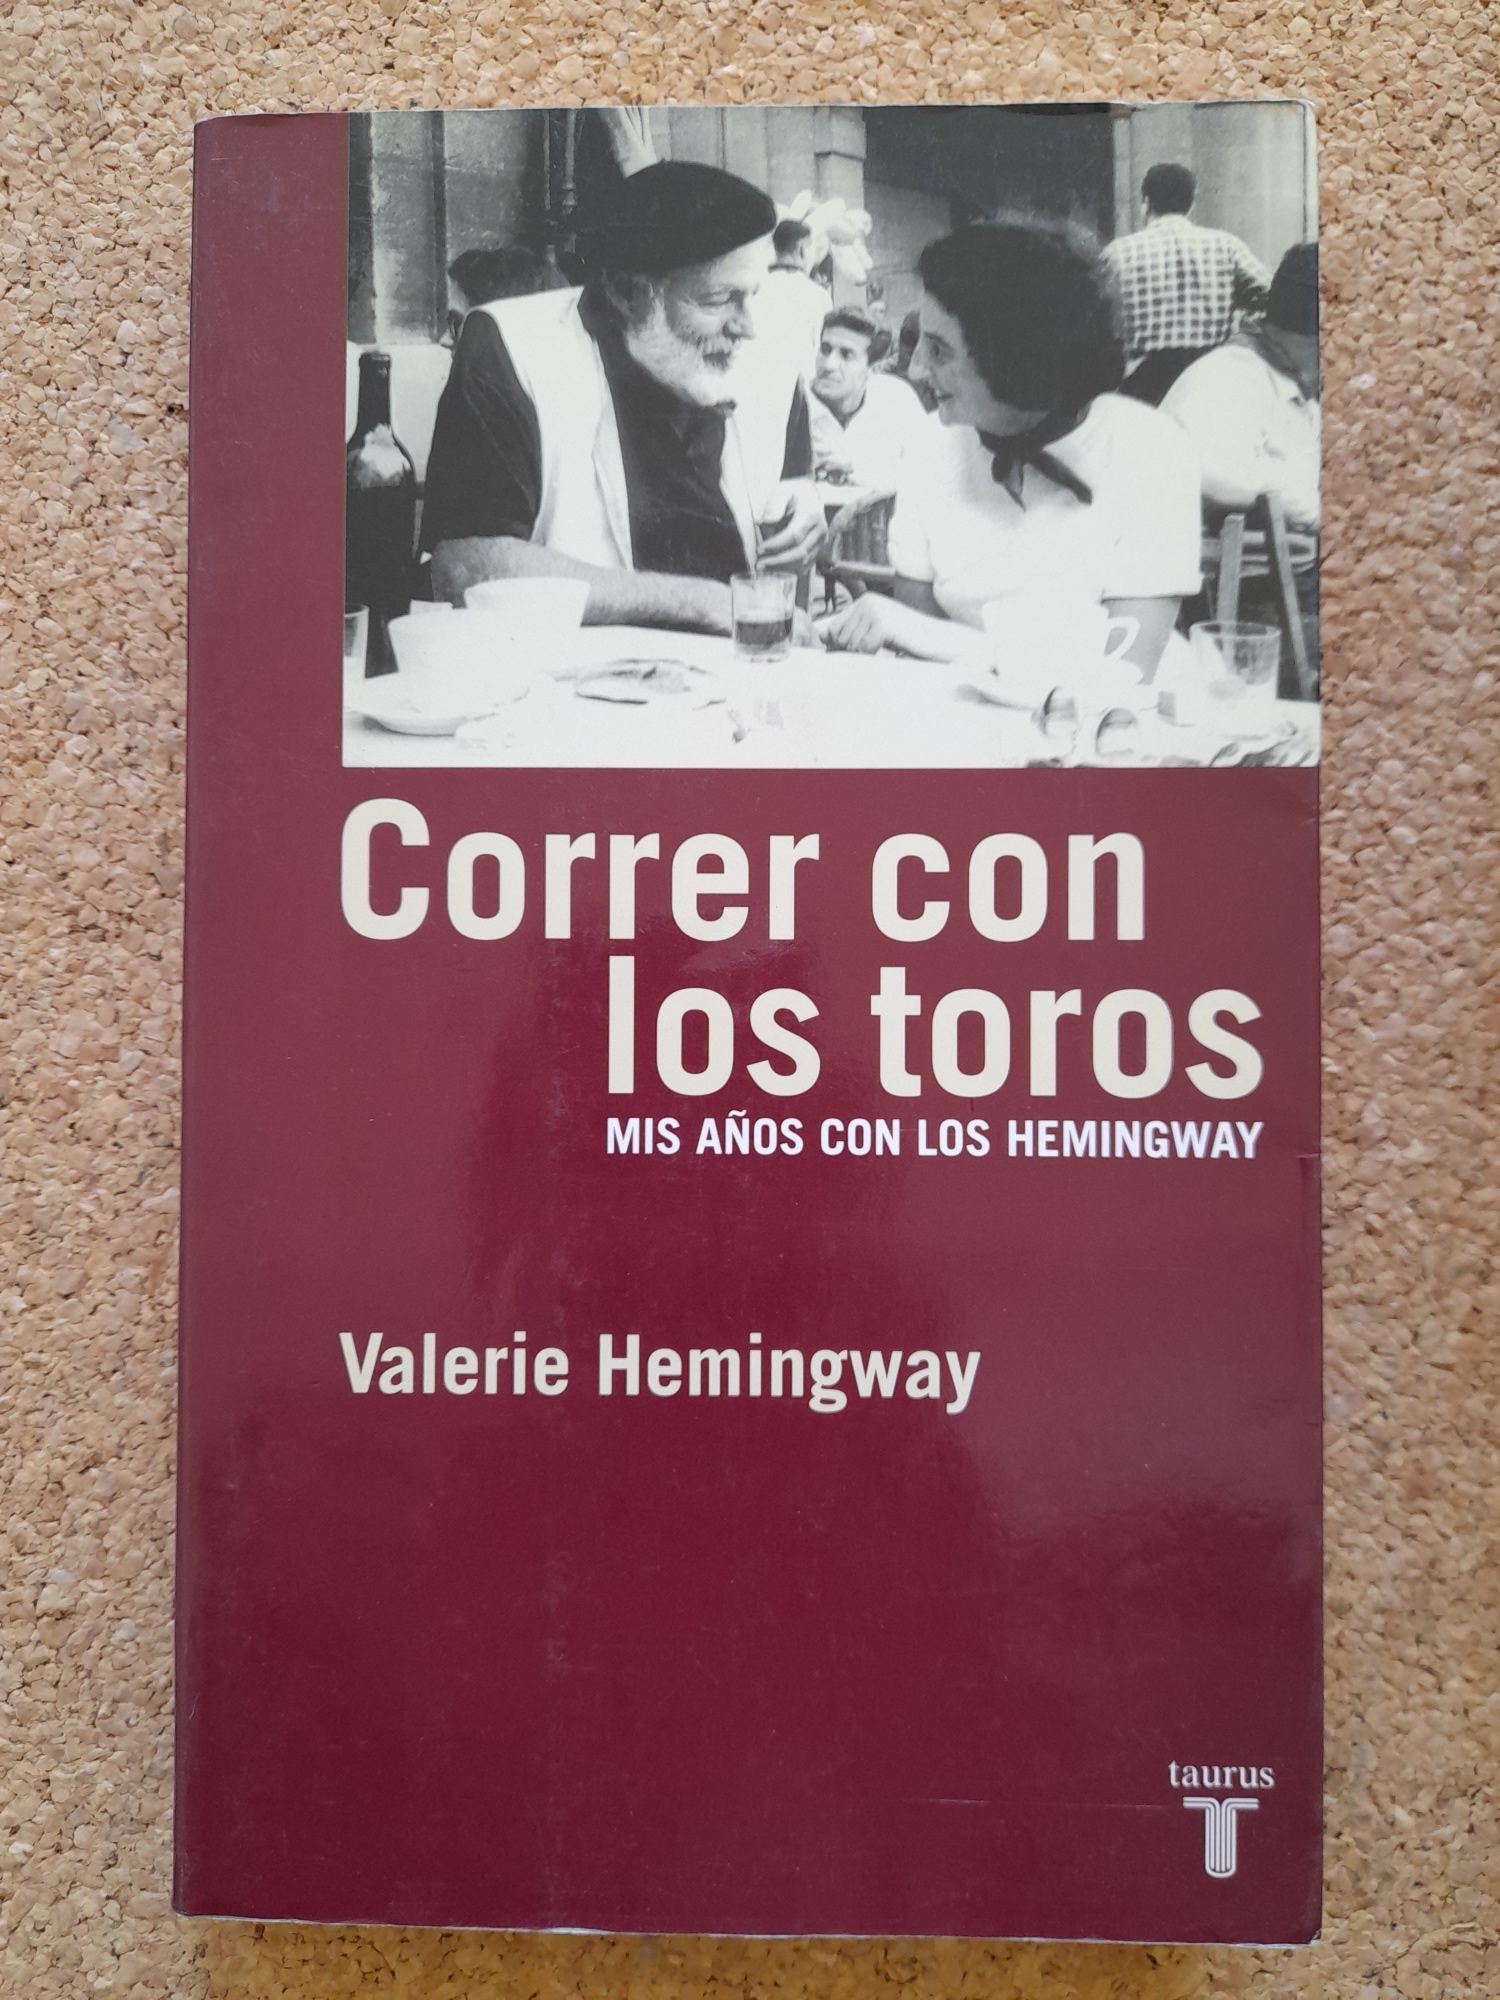 Correr con
los toros
MIS AÑOS CON LOS HEMINGWAY
Valerie Hemingway
taurus